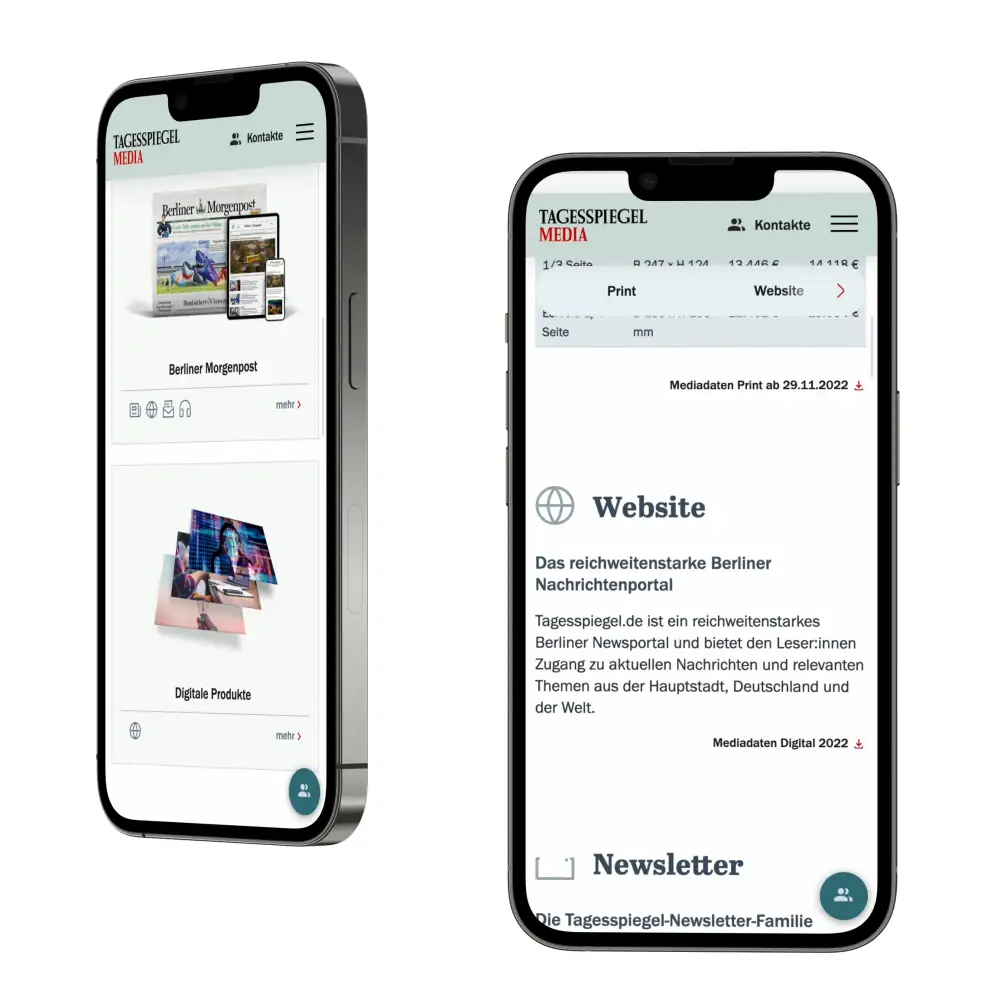 TAGESSPIEGEL
MEDIA
Kontakte
Berliner Morgenpost
Berliner Morgenpost
mehr
Digitale Produkte
mehr
TAGESSPIEGEL
MEDIA
Kontakte
1/3 Seite B 247 x H 124 13.446 € 14.118 €
Print Website
Seite mm
Mediadaten Print ab 29.11.2022
Website
Das reichweitenstarke Berliner
Nachrichtenportal
Tagesspiegel.de ist ein reichweitenstarkes
Berliner Newsportal und bietet den Leser:innen
Zugang zu aktuellen Nachrichten und relevanten
Themen aus der Hauptstadt, Deutschland und
der Welt.
Mediadaten Digital 2022
Newsletter
Die Tagesspiegel-Newsletter-Familie